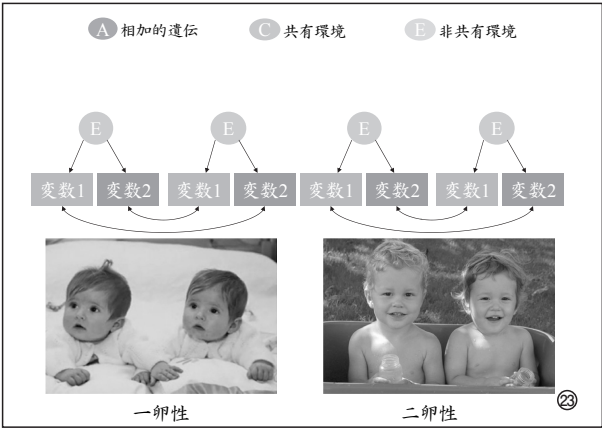 A 相加的遺伝 C 共有環境 E 非共有環境
E E E E
変数1 変数2 変数1 変数2 変数1 変数2 変数1 変数2
一卵性 二卵性
㉓